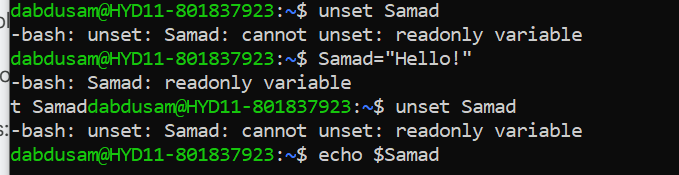 dabdusam@HYD11-801837923:~$ unset Samad
-bash: unset: Samad: cannot unset: readonly variable
dabdusam@HYD11-801837923:~$ Samad="Hello!"
-bash: Samad: readonly variable
t Samaddabdusam@HYD11-801837923:~$ unset Samad
-bash: unset: Samad: cannot unset: readonly variable
dabdusam@HYD11-801837923:~$ echo $Samad